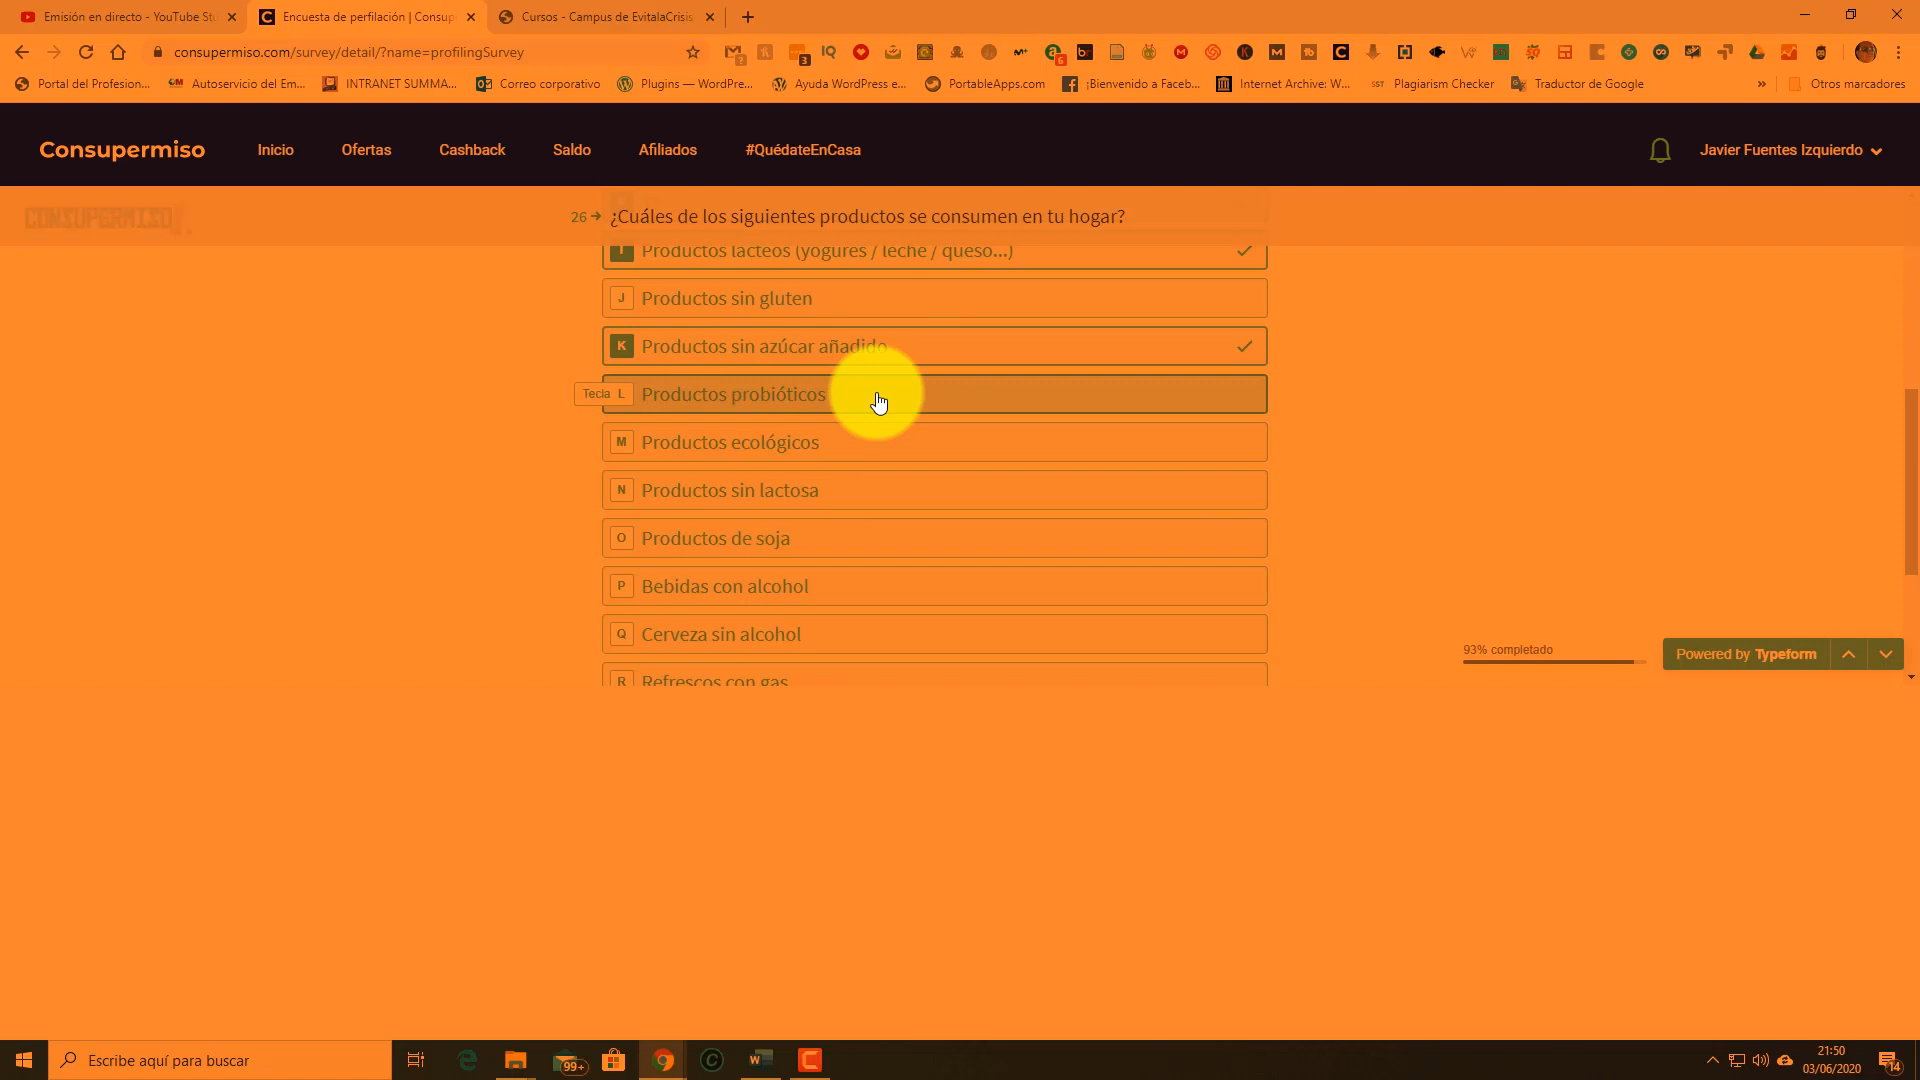 Emisión en directo - YouTube Stu
Encuesta de perfilación | Consup
Cursos - Campus de EvitalaCrisis
consupermiso.com/survey/detail/?name=profilingSurvey
Portal del Profesion...
Autoservicio del Em...
INTRANET SUMMA...
Correo corporativo
Plugins — WordPre...
Ayuda WordPress e...
PortableApps.com
¡Bienvenido a Faceb...
Internet Archive: W...
SST Plagiarism Checker
Traductor de Google
» Otros marcadores
Consupermiso
Inicio
Ofertas
Cashback
Saldo
Afiliados
#QuédateEnCasa
Javier Fuentes Izquierdo
CONSUPERMISO
26 → ¿Cuáles de los siguientes productos se consumen en tu hogar?
Productos lácteos (yogures / leche / queso...)
J Productos sin gluten
K Productos sin azúcar añadido
Tecla L Productos probióticos
M Productos ecológicos
N Productos sin lactosa
O Productos de soja
P Bebidas con alcohol
Q Cerveza sin alcohol
R Refrescos con gas
93% completado
Powered by Typeform
Escribe aquí para buscar
99+
21:50
03/06/2020
14